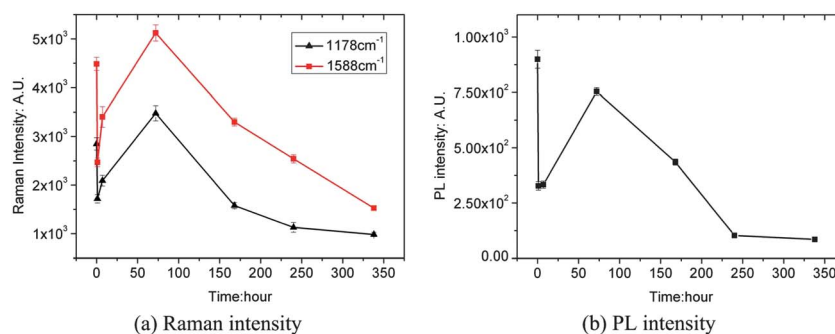 Raman Intensity: A.U.
5x10³
4x10³
3x10³
2x10³
1x10³
1178cm⁻¹
1588cm⁻¹
0 50 100 150 200 250 300 350
Time:hour
(a) Raman intensity
PL intensity: A.U.
1.00x10³
7.50x10²
5.00x10²
2.50x10²
0.00
0 50 100 150 200 250 300 350
Time:hour
(b) PL intensity